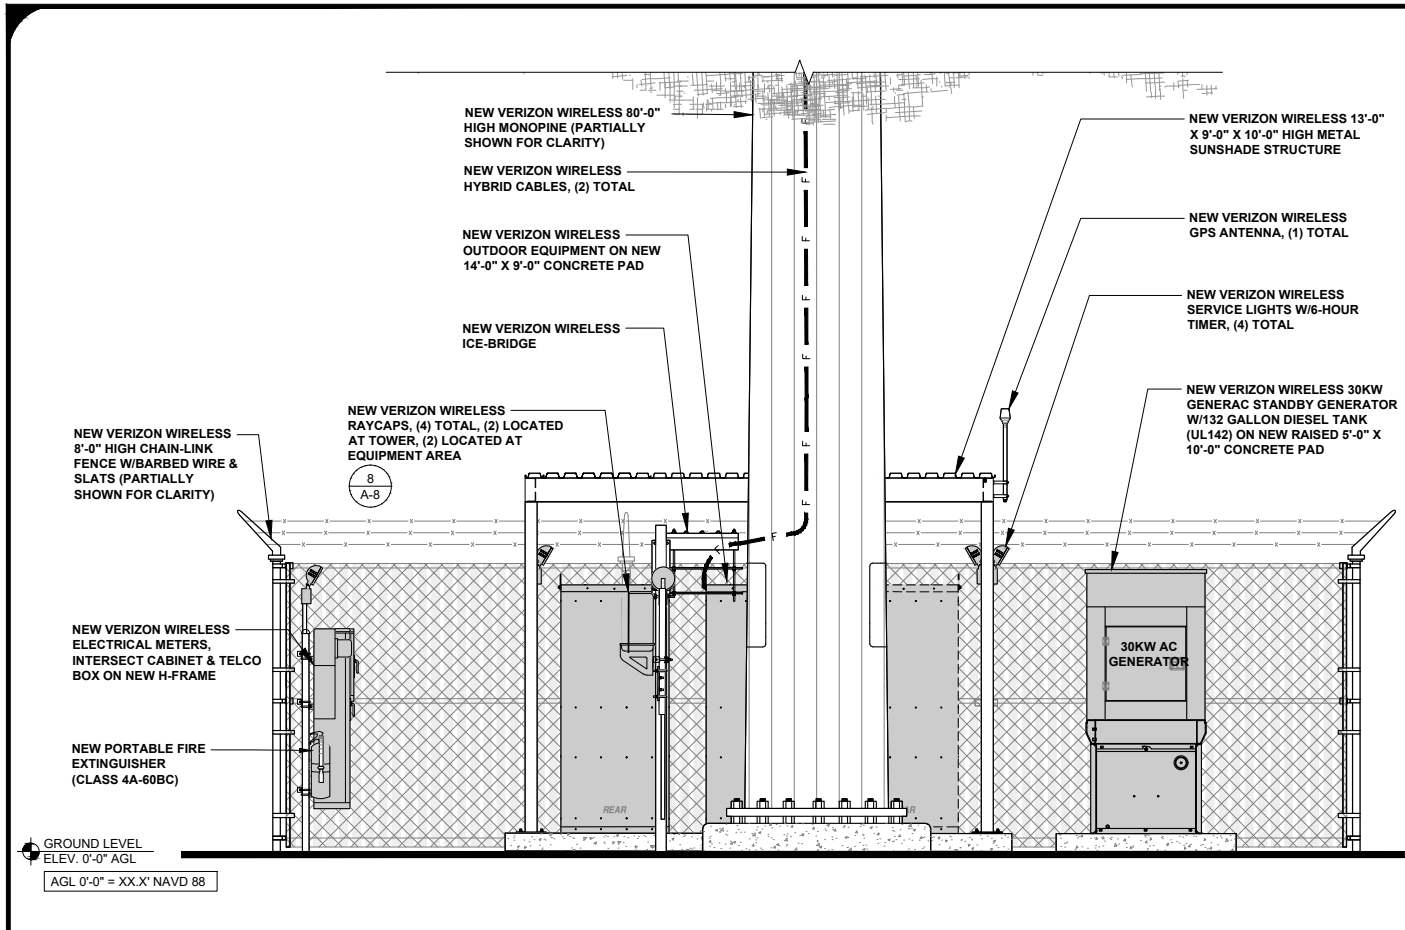 NEW VERIZON WIRELESS 80'-0"
HIGH MONOPINE (PARTIALLY
SHOWN FOR CLARITY)
NEW VERIZON WIRELESS
HYBRID CABLES, (2) TOTAL
NEW VERIZON WIRELESS
OUTDOOR EQUIPMENT ON NEW
14'-0" X 9'-0" CONCRETE PAD
NEW VERIZON WIRELESS
ICE-BRIDGE
NEW VERIZON WIRELESS
RAYCAPS, (4) TOTAL, (2) LOCATED
AT TOWER, (2) LOCATED AT
EQUIPMENT AREA
8
A-8
NEW VERIZON WIRELESS
8'-0" HIGH CHAIN-LINK
FENCE W/BARBED WIRE &
SLATS (PARTIALLY
SHOWN FOR CLARITY)
NEW VERIZON WIRELESS
ELECTRICAL METERS,
INTERSECT CABINET & TELCO
BOX ON NEW H-FRAME
NEW PORTABLE FIRE
EXTINGUISHER
(CLASS 4A-60BC)
GROUND LEVEL
ELEV. 0'-0" AGL
AGL 0'-0" = XX.X' NAVD 88
NEW VERIZON WIRELESS 13'-0"
X 9'-0" X 10'-0" HIGH METAL
SUNSHADE STRUCTURE
NEW VERIZON WIRELESS
GPS ANTENNA, (1) TOTAL
NEW VERIZON WIRELESS
SERVICE LIGHTS W/6-HOUR
TIMER, (4) TOTAL
NEW VERIZON WIRELESS 30KW
GENERAC STANDBY GENERATOR
W/132 GALLON DIESEL TANK
(UL142) ON NEW RAISED 5'-0" X
10'-0" CONCRETE PAD
30KW AC
GENERATOR
REAR
F
F
F
F
F
F
F
F
F